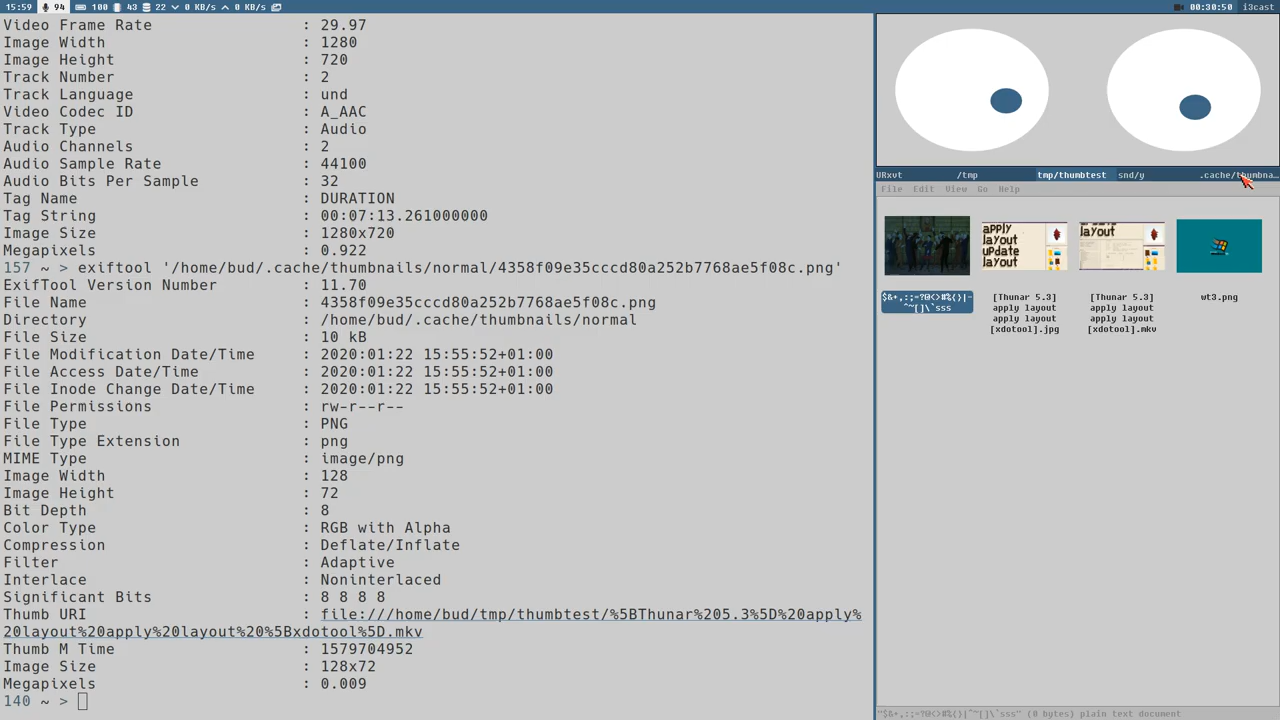 15:59 94 100 43 22 0 KB/s 0 KB/s 00:30:50 i3cast
Video Frame Rate : 29.97
Image Width : 1280
Image Height : 720
Track Number : 2
Track Language : und
Video Codec ID : A_AAC
Track Type : Audio
Audio Channels : 2
Audio Sample Rate : 44100
Audio Bits Per Sample : 32
Tag Name : DURATION
Tag String : 00:07:13.261000000
Image Size : 1280x720
Megapixels : 0.922
157 ~ > exiftool '/home/bud/.cache/thumbnails/normal/4358f09e35cccd80a252b7768ae5f08c.png'
ExifTool Version Number : 11.70
File Name : 4358f09e35cccd80a252b7768ae5f08c.png
Directory : /home/bud/.cache/thumbnails/normal
File Size : 10 kB
File Modification Date/Time : 2020:01:22 15:55:52+01:00
File Access Date/Time : 2020:01:22 15:55:52+01:00
File Inode Change Date/Time : 2020:01:22 15:55:52+01:00
File Permissions : rw-r--r--
File Type : PNG
File Type Extension : png
MIME Type : image/png
Image Width : 128
Image Height : 72
Bit Depth : 8
Color Type : RGB with Alpha
Compression : Deflate/Inflate
Filter : Adaptive
Interlace : Noninterlaced
Significant Bits : 8 8 8 8
Thumb URI : file:///home/bud/tmp/thumbtest/%5BThunar%205.3%5D%20apply%
20layout%20apply%20layout%20%5Bxdotool%5D.mkv
Thumb M Time : 1579704952
Image Size : 128x72
Megapixels : 0.009
140 ~ >
URxvt /tmp tmp/thumbtest snd/y .cache/thumbna…
File Edit View Go Help
apply
layout
update
layout
layout
$&+,:;=?@<>#%{}|~
^~[]\`sss
[Thunar 5.3]
apply layout
apply layout
[xdotool].jpg
[Thunar 5.3]
apply layout
apply layout
[xdotool].mkv
wt3.png
"$&+,:;=?@<>#%{}|^~[]\`sss" (0 bytes) plain text document